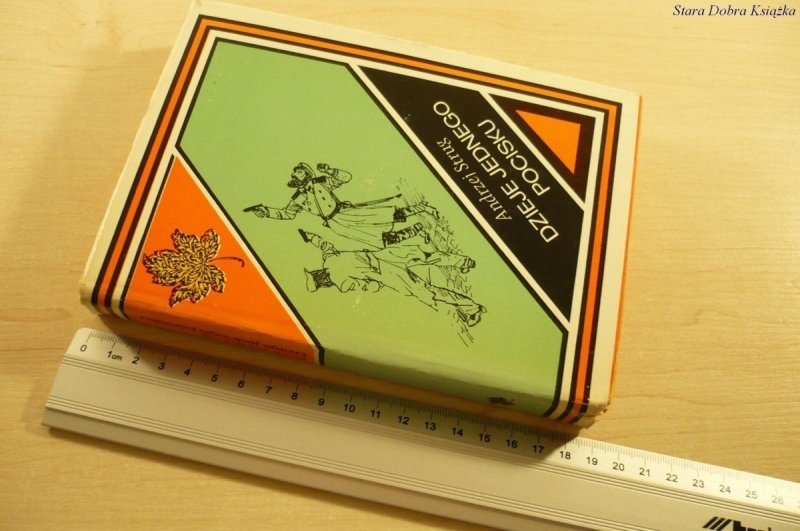 Stara Dobra Książka
Andrzej Strug
DZIEJE JEDNEGO
POCISKU
0 1cm 2 3 4 5 6 7 8 9 10 11 12 13 14 15 16 17 18 19 20 21 22 23 24 25 26